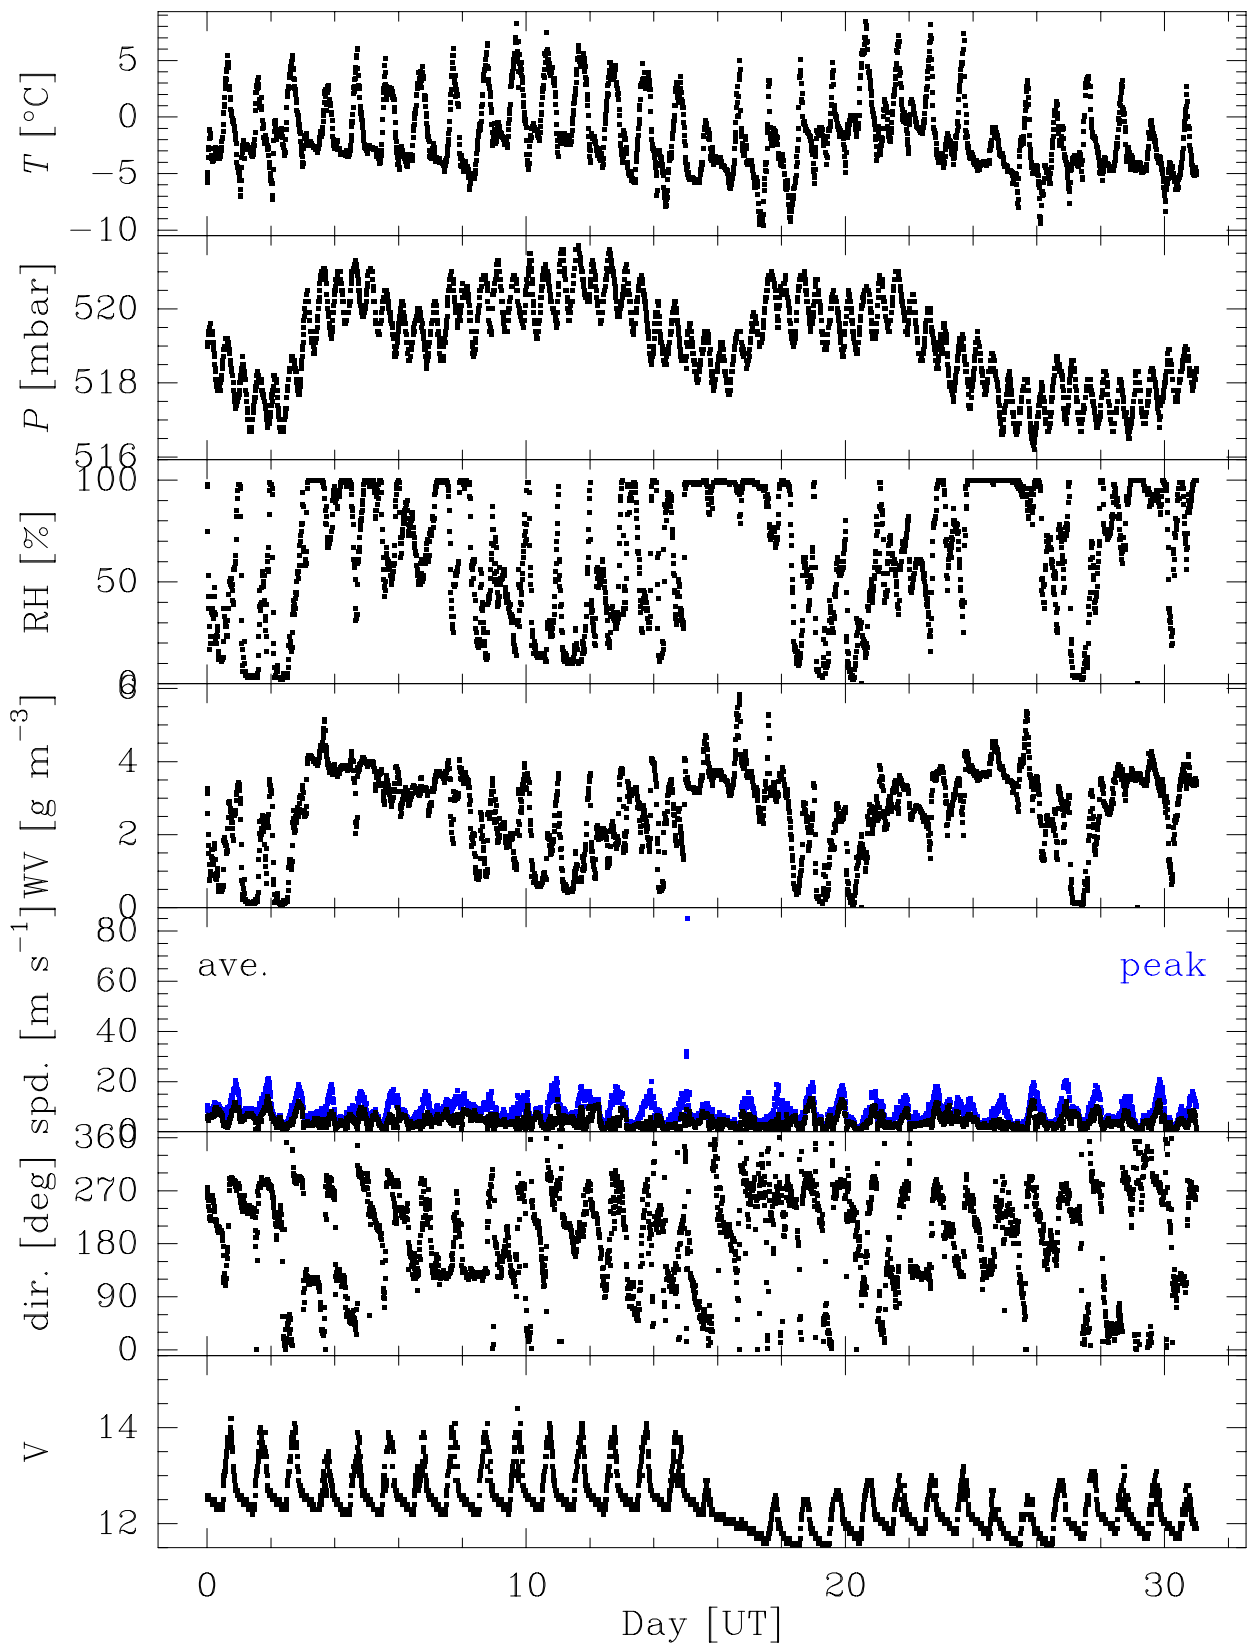 T [°C]
5
0
−5
−10
P [mbar]
520
518
516
RH [%]
100
50
0
WV [g m−3]
6
4
2
0
spd. [m s−1]
80
60
40
20
0
ave.
peak
dir. [deg]
360
270
180
90
0
V
14
12
0 10 20 30
Day [UT]